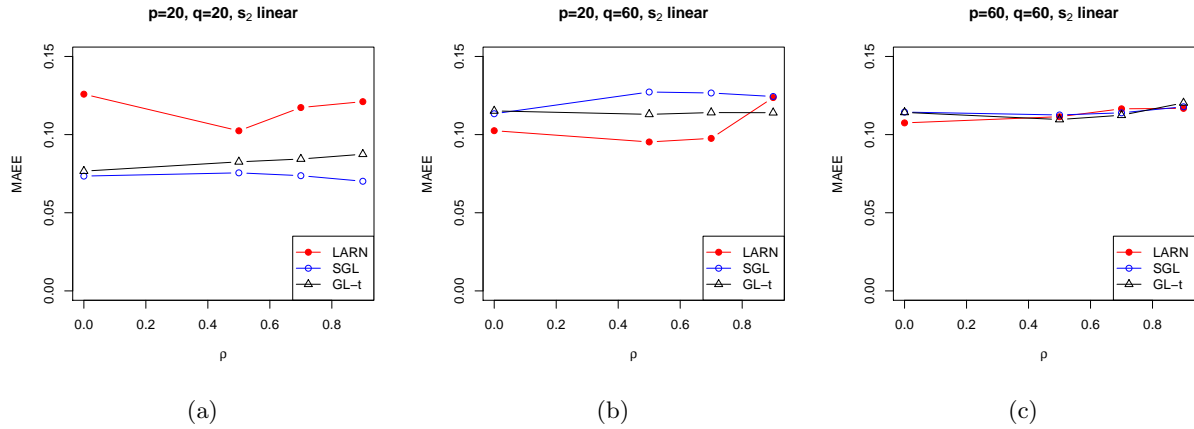 p=20, q=20, s₂ linear
MAEE
0.15
0.10
0.05
0.00
0.0 0.2 0.4 0.6 0.8
ρ
LARN
SGL
GL−t
(a)
p=20, q=60, s₂ linear
MAEE
0.15
0.10
0.05
0.00
0.0 0.2 0.4 0.6 0.8
ρ
LARN
SGL
GL−t
(b)
p=60, q=60, s₂ linear
MAEE
0.15
0.10
0.05
0.00
0.0 0.2 0.4 0.6 0.8
ρ
LARN
SGL
GL−t
(c)